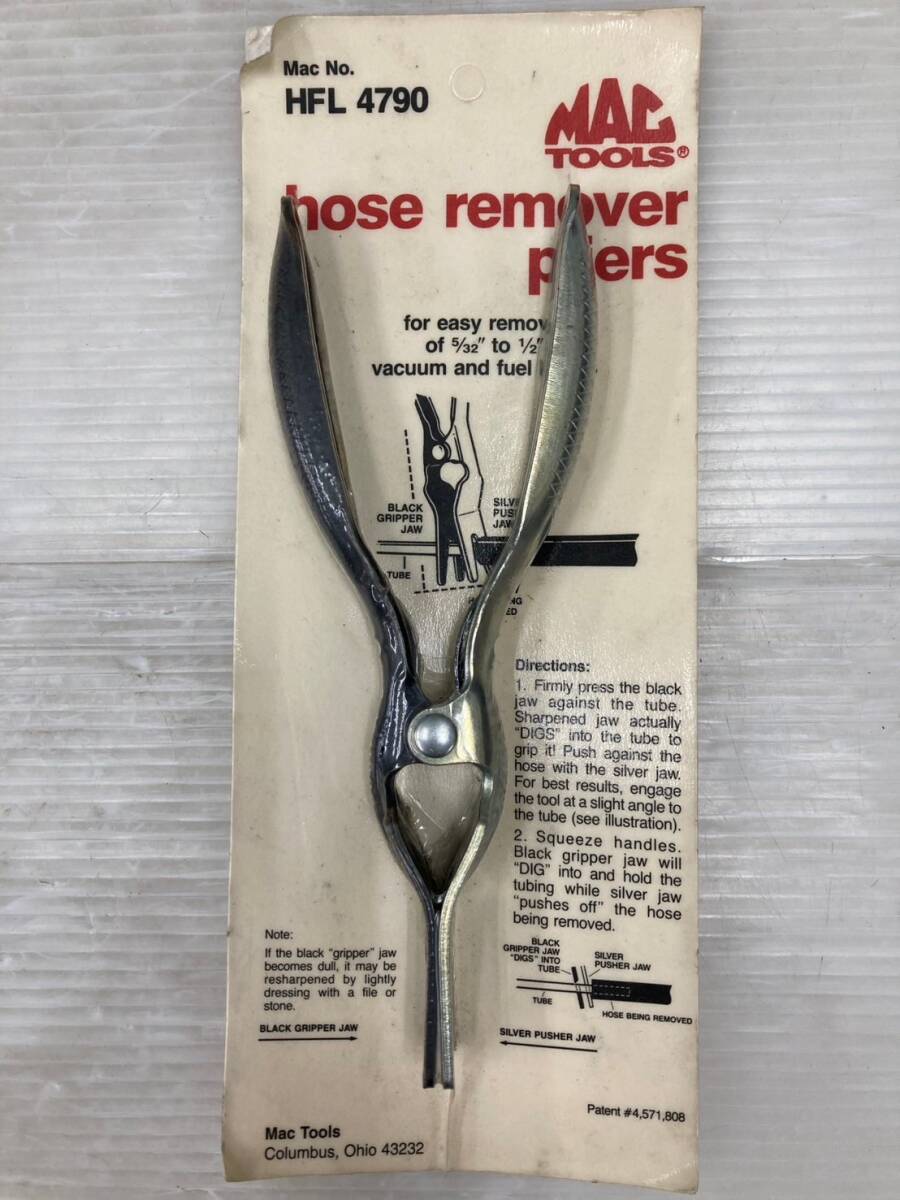 Mac No.
HFL 4790
MAC
TOOLS®
hose remover
pliers
for easy remov
of 5/32" to 1/2"
vacuum and fuel
BLACK
GRIPPER
JAW
SILV
PUS
JAW
TUBE
NG
ED
Directions:
1. Firmly press the black
jaw against the tube.
Sharpened jaw actually
"DIGS" into the tube to
grip it! Push against the
hose with the silver jaw.
For best results, engage
the tool at a slight angle to
the tube (see illustration).
2. Squeeze handles.
Black gripper jaw will
"DIG" into and hold the
tubing while silver jaw
"pushes off" the hose
being removed.
Note:
If the black "gripper" jaw
becomes dull, it may be
resharpened by lightly
dressing with a file or
stone.
BLACK GRIPPER JAW
BLACK
GRIPPER JAW
"DIGS" INTO
TUBE
SILVER
PUSHER JAW
TUBE
HOSE BEING REMOVED
SILVER PUSHER JAW
Patent #4,571,808
Mac Tools
Columbus, Ohio 43232